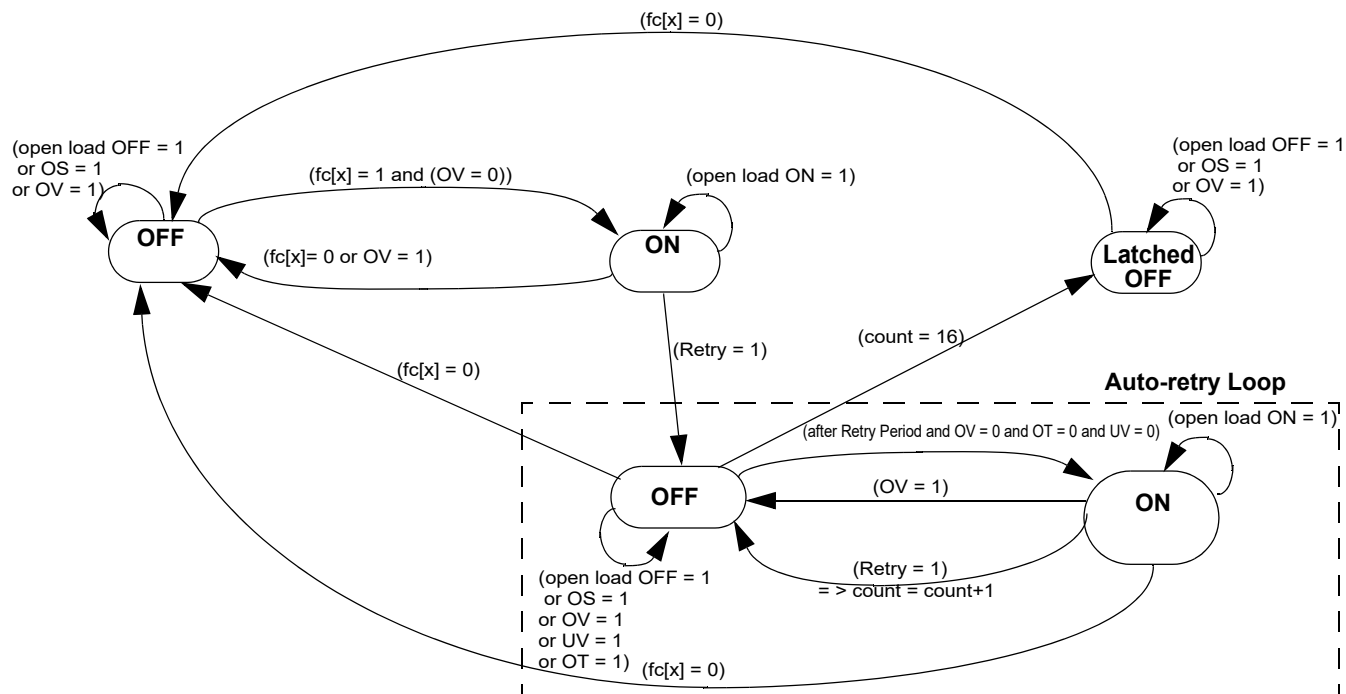 (fc[x] = 0)
(open load OFF = 1
or OS = 1
or OV = 1)
(fc[x] = 1 and (OV = 0))
(open load ON = 1)
(open load OFF = 1
or OS = 1
or OV = 1)
OFF
ON
(fc[x]= 0 or OV = 1)
Latched
OFF
(Retry = 1)
(count = 16)
(fc[x] = 0)
Auto-retry Loop
(open load ON = 1)
(after Retry Period and OV = 0 and OT = 0 and UV = 0)
OFF
(OV = 1)
ON
(Retry = 1)
= > count = count+1
(open load OFF = 1
or OS = 1
or OV = 1
or UV = 1
or OT = 1)
(fc[x] = 0)